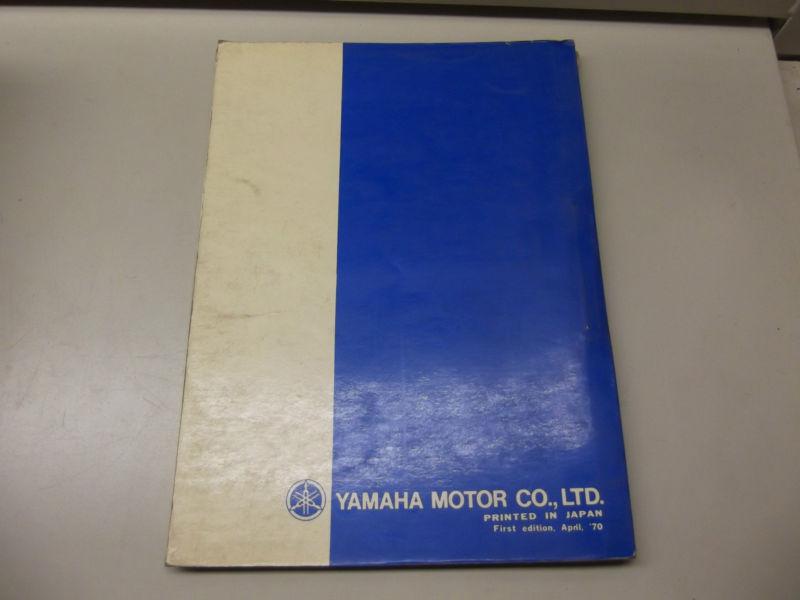 YAMAHA MOTOR CO., LTD.
PRINTED IN JAPAN
First edition, April, '70